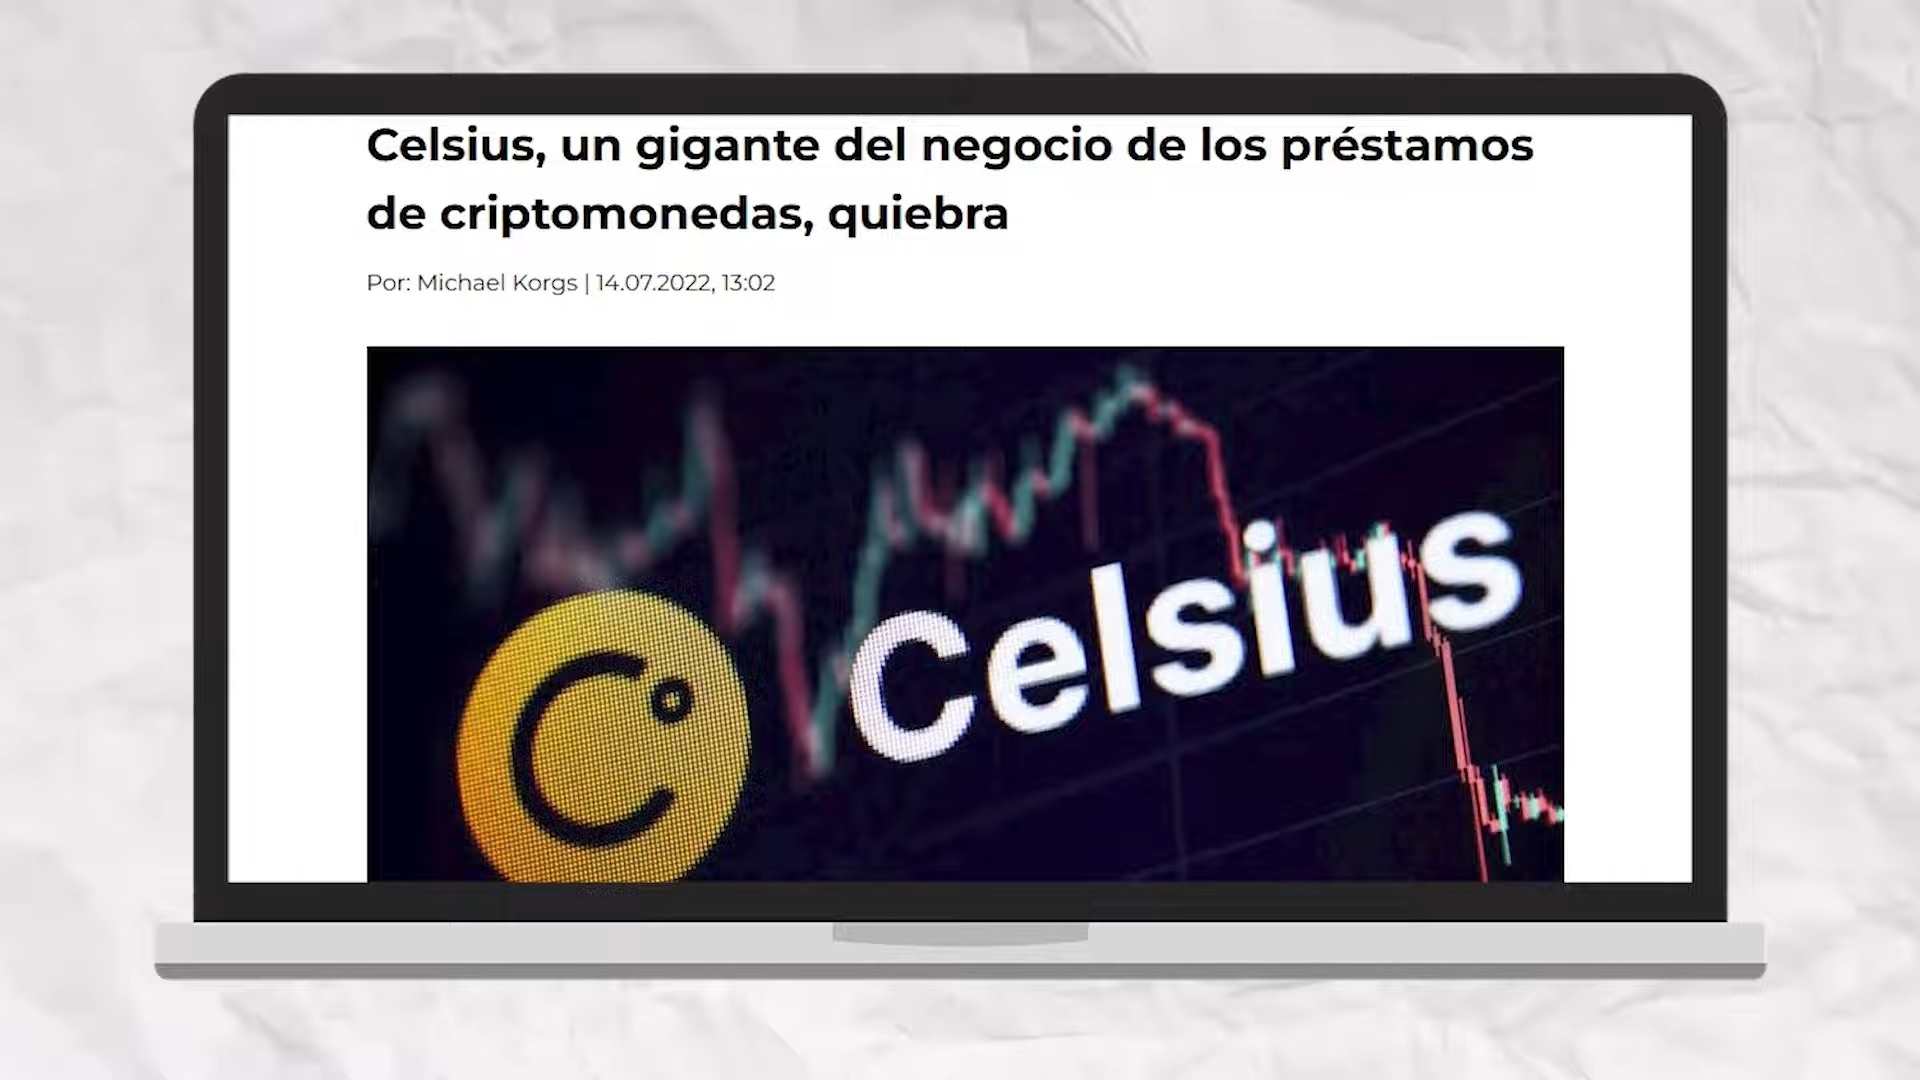 Celsius, un gigante del negocio de los préstamos
de criptomonedas, quiebra
Por: Michael Korgs | 14.07.2022, 13:02
Celsius